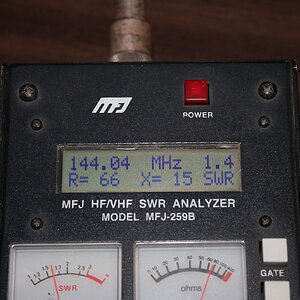 MFJ
POWER
144.04 MHz 1.4
R= 66 X= 15 SWR
MFJ HF/VHF SWR ANALYZER
MODEL MFJ-259B
GATE
SWR
ohms